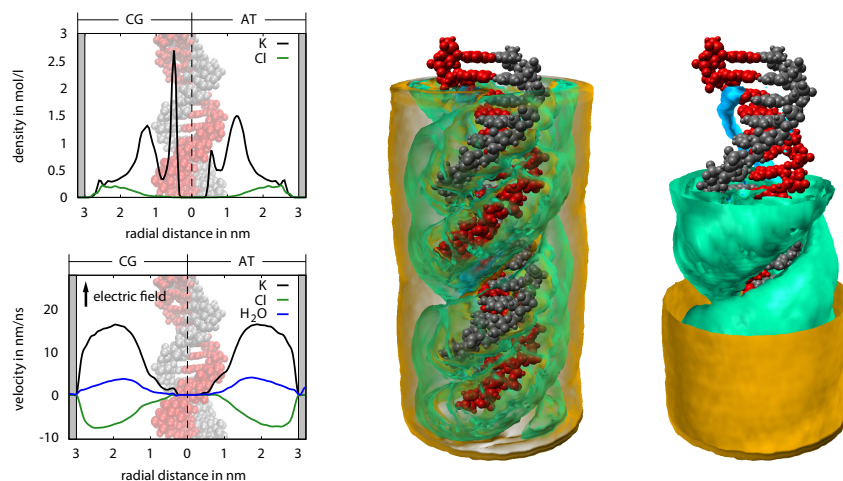 CG AT
3
2.5
2
1.5
1
0.5
0
density in mol/l
K
Cl
3 2 1 0 1 2 3
radial distance in nm
CG AT
20
10
0
-10
velocity in nm/ns
electric field
K
Cl
H2O
3 2 1 0 1 2 3
radial distance in nm